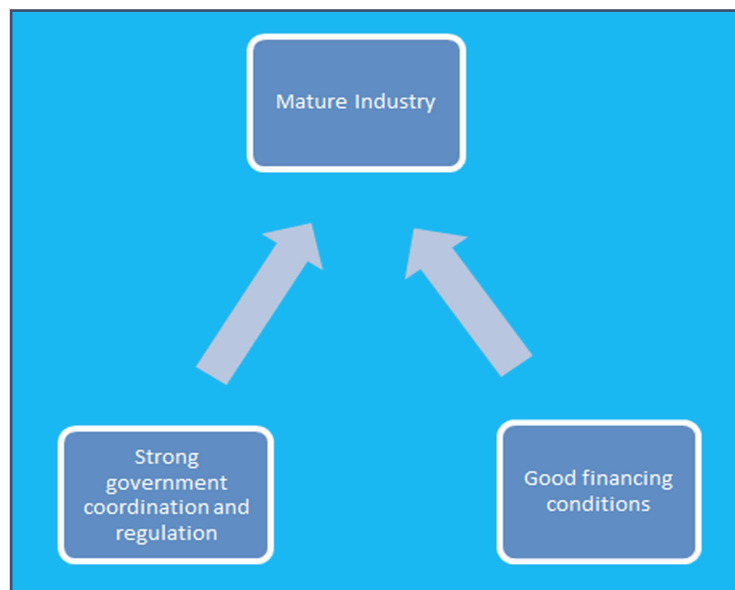 Mature Industry
Strong
government
coordination and
regulation
Good financing
conditions